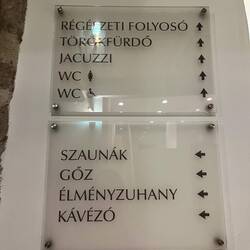 RÉGÉSZETI FOLYOSÓ
TÖRÖKFÜRDŐ
JACUZZI
WC
WC
SZAUNÁK
GŐZ
ÉLMÉNYZUHANY
KÁVÉZÓ